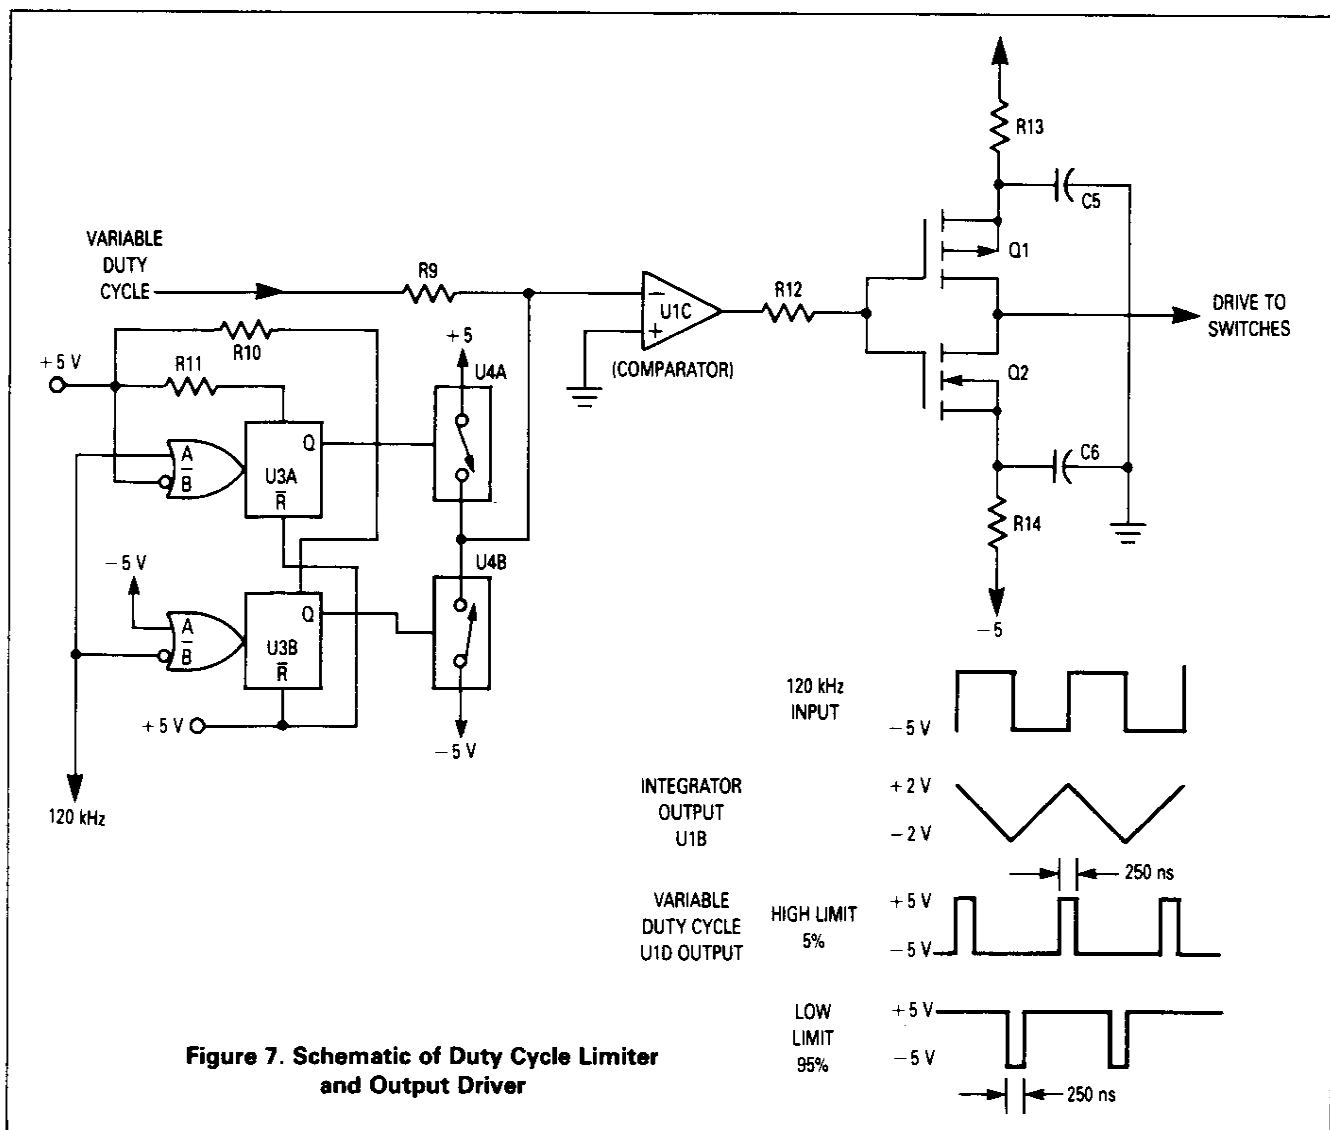 R13
C5
Q1
VARIABLE
DUTY
CYCLE
R9
U1C
−
+
(COMPARATOR)
R12
DRIVE TO
SWITCHES
R10
+5 V
R11
+5
U4A
Q2
A
B
U3A
Q
R
C6
R14
−5 V
U4B
A
B
U3B
Q
R
−5
+5 V
−5 V
120 kHz
120 kHz
INPUT
−5 V
INTEGRATOR
OUTPUT
U1B
+2 V
−2 V
250 ns
VARIABLE
DUTY CYCLE
U1D OUTPUT
HIGH LIMIT
5%
+5 V
−5 V
LOW
LIMIT
95%
+5 V
−5 V
250 ns
Figure 7. Schematic of Duty Cycle Limiter
and Output Driver